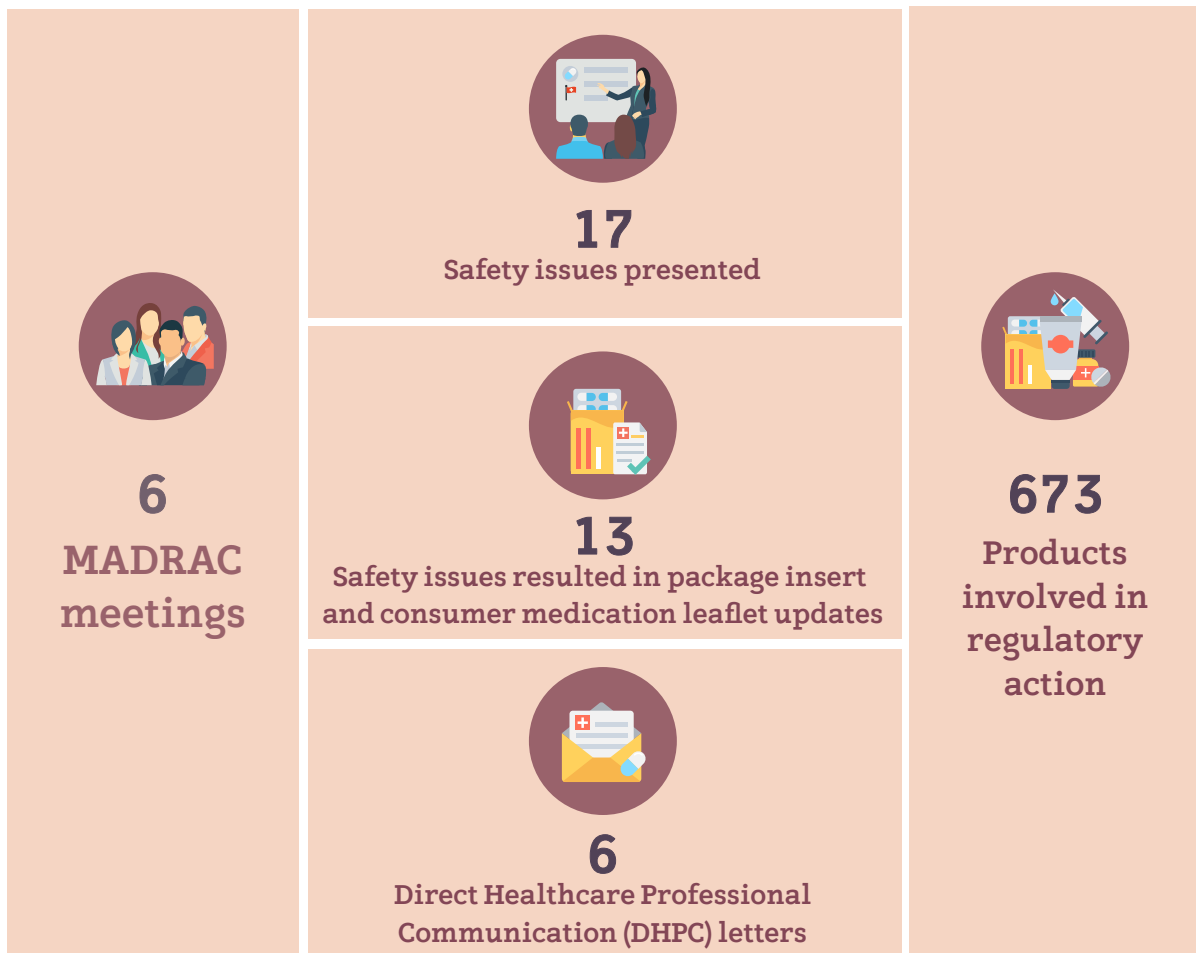 6
MADRAC
meetings
17
Safety issues presented
13
Safety issues resulted in package insert
and consumer medication leaflet updates
6
Direct Healthcare Professional
Communication (DHPC) letters
673
Products
involved in
regulatory
action